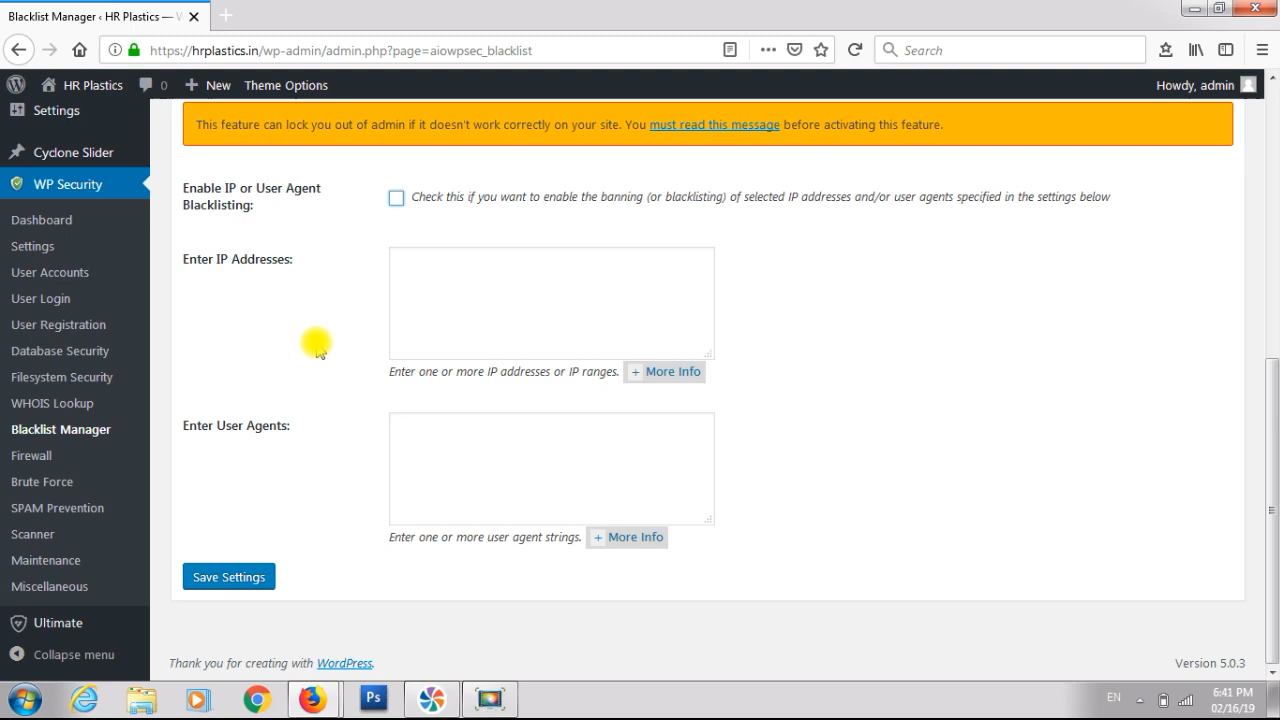 Blacklist Manager ‹ HR Plastics — W
https://hrplastics.in/wp-admin/admin.php?page=aiowpsec_blacklist
Search
HR Plastics 0 New Theme Options Howdy, admin
Settings
Cyclone Slider
WP Security
Dashboard
Settings
User Accounts
User Login
User Registration
Database Security
Filesystem Security
WHOIS Lookup
Blacklist Manager
Firewall
Brute Force
SPAM Prevention
Scanner
Maintenance
Miscellaneous
Ultimate
Collapse menu
This feature can lock you out of admin if it doesn't work correctly on your site. You must read this message before activating this feature.
Enable IP or User Agent
Blacklisting:
Check this if you want to enable the banning (or blacklisting) of selected IP addresses and/or user agents specified in the settings below
Enter IP Addresses:
Enter one or more IP addresses or IP ranges. + More Info
Enter User Agents:
Enter one or more user agent strings. + More Info
Save Settings
Thank you for creating with WordPress. Version 5.0.3
Ps
EN
6:41 PM
02/16/19